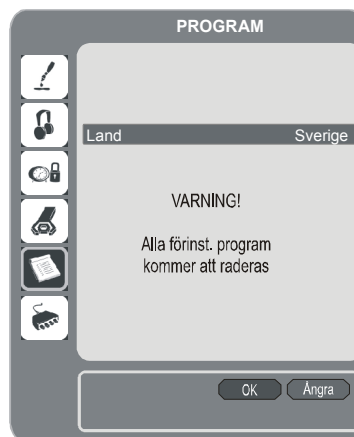 PROGRAM
Land Sverige
VARNING!
Alla förinst. program
kommer att raderas
OK Ångra